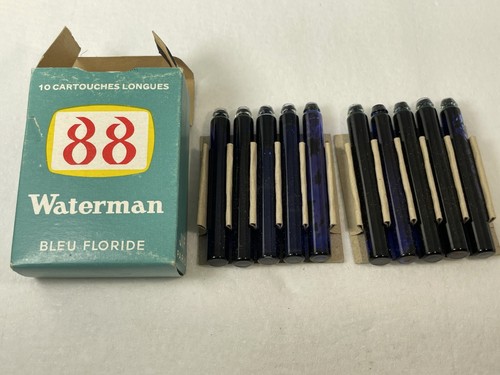 10 CARTOUCHES LONGUES
88
Waterman
BLEU FLORIDE